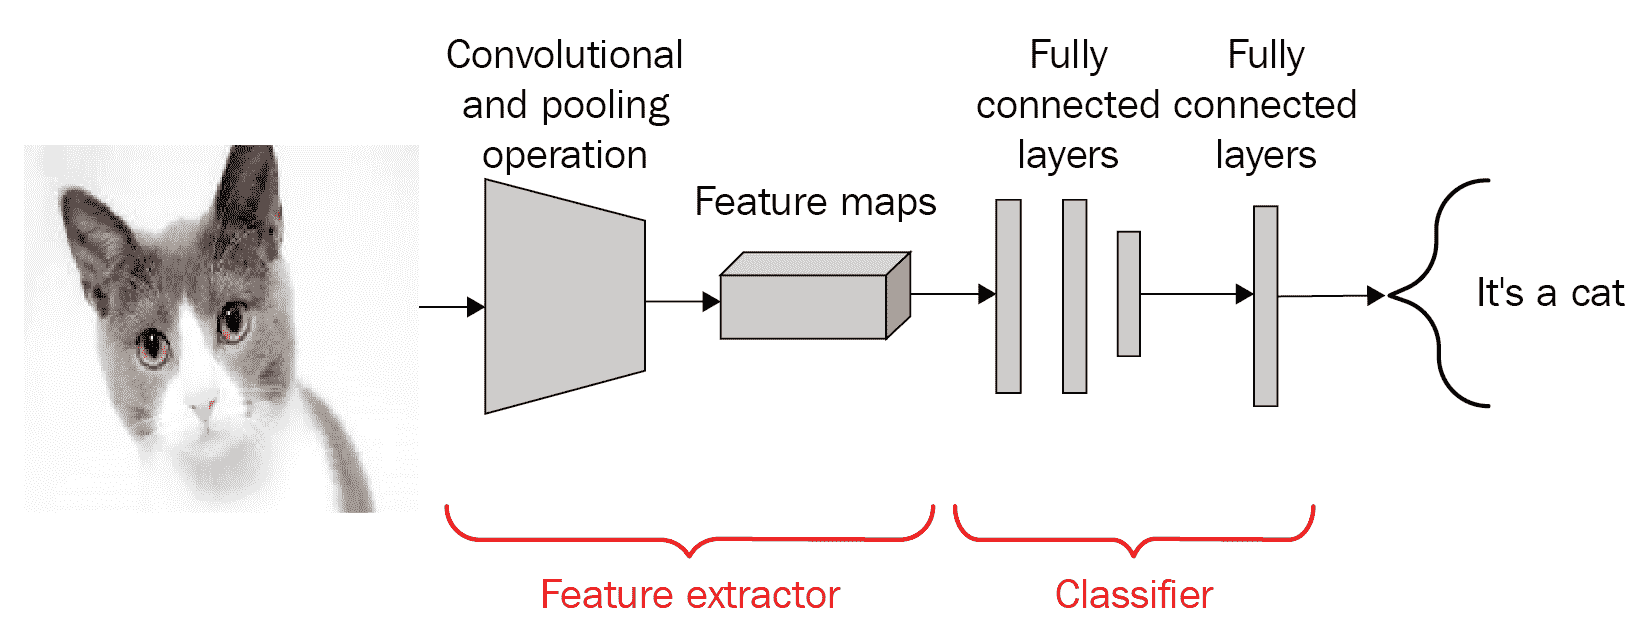 Convolutional
and pooling
operation
Feature maps
Fully
connected
layers
Fully
connected
layers
It's a cat
Feature extractor
Classifier